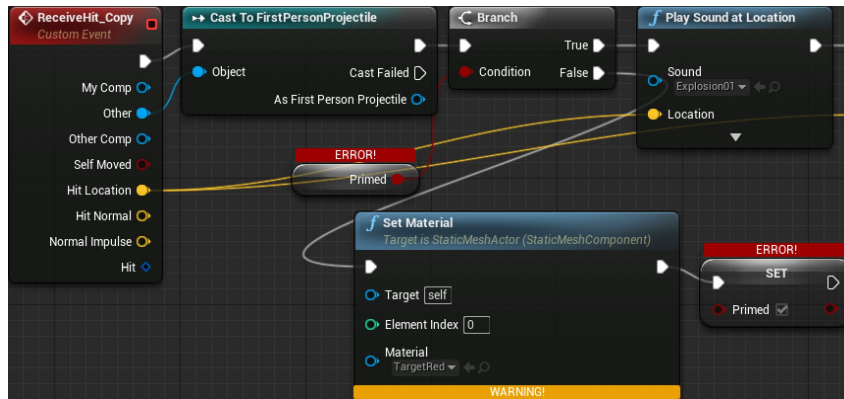 ReceiveHit_Copy
Custom Event
My Comp
Other
Other Comp
Self Moved
Hit Location
Hit Normal
Normal Impulse
Hit
Cast To FirstPersonProjectile
Object
Cast Failed
As First Person Projectile
Branch
True
Condition
False
f Play Sound at Location
Sound
Explosion01
Location
ERROR!
Primed
f Set Material
Target is StaticMeshActor (StaticMeshComponent)
Target self
Element Index 0
Material
TargetRed
WARNING!
ERROR!
SET
Primed